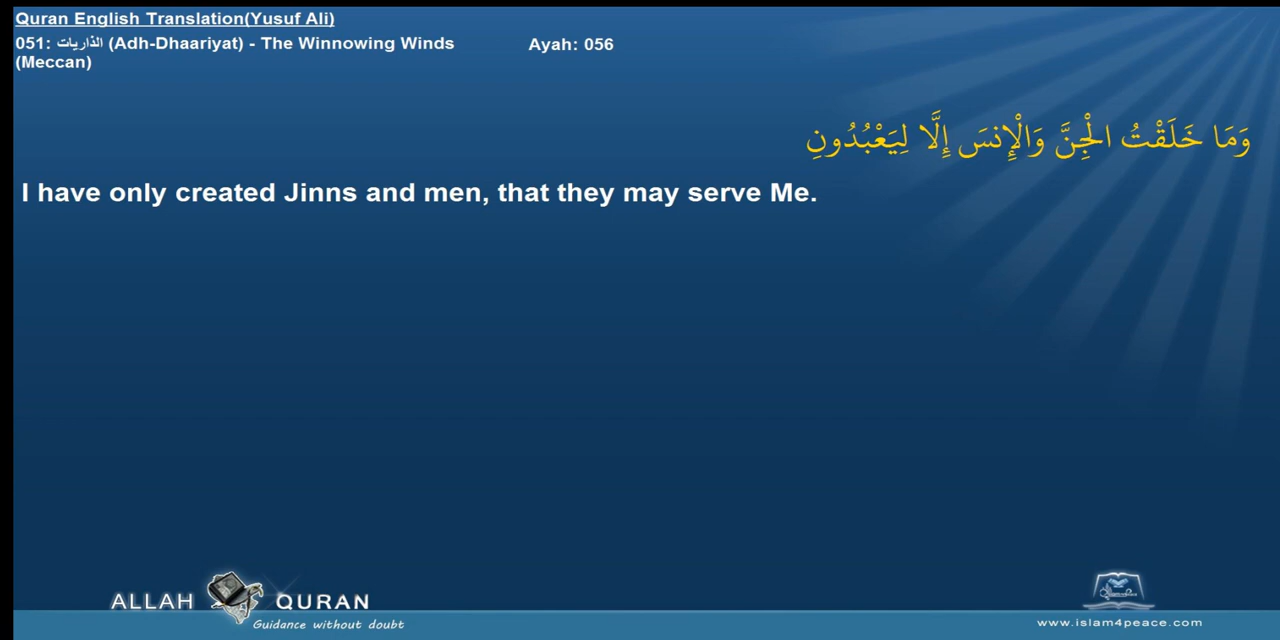 Quran English Translation(Yusuf Ali)
051: الذاريات (Adh-Dhaariyat) - The Winnowing Winds Ayah: 056
(Meccan)
وَمَا خَلَقْتُ الْجِنَّ وَالْإِنسَ إِلَّا لِيَعْبُدُونِ
I have only created Jinns and men, that they may serve Me.
ALLAH QURAN
Guidance without doubt
www.islam4peace.com